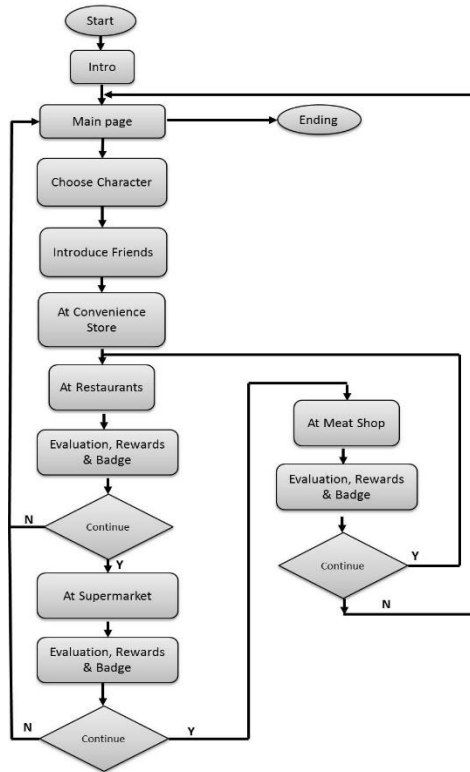 Start
Intro
Main page
Ending
Choose Character
Introduce Friends
At Convenience
Store
At Restaurants
Evaluation, Rewards
& Badge
N
Continue
Y
At Supermarket
Evaluation, Rewards
& Badge
N
Continue
Y
At Meat Shop
Evaluation, Rewards
& Badge
Continue
Y
N